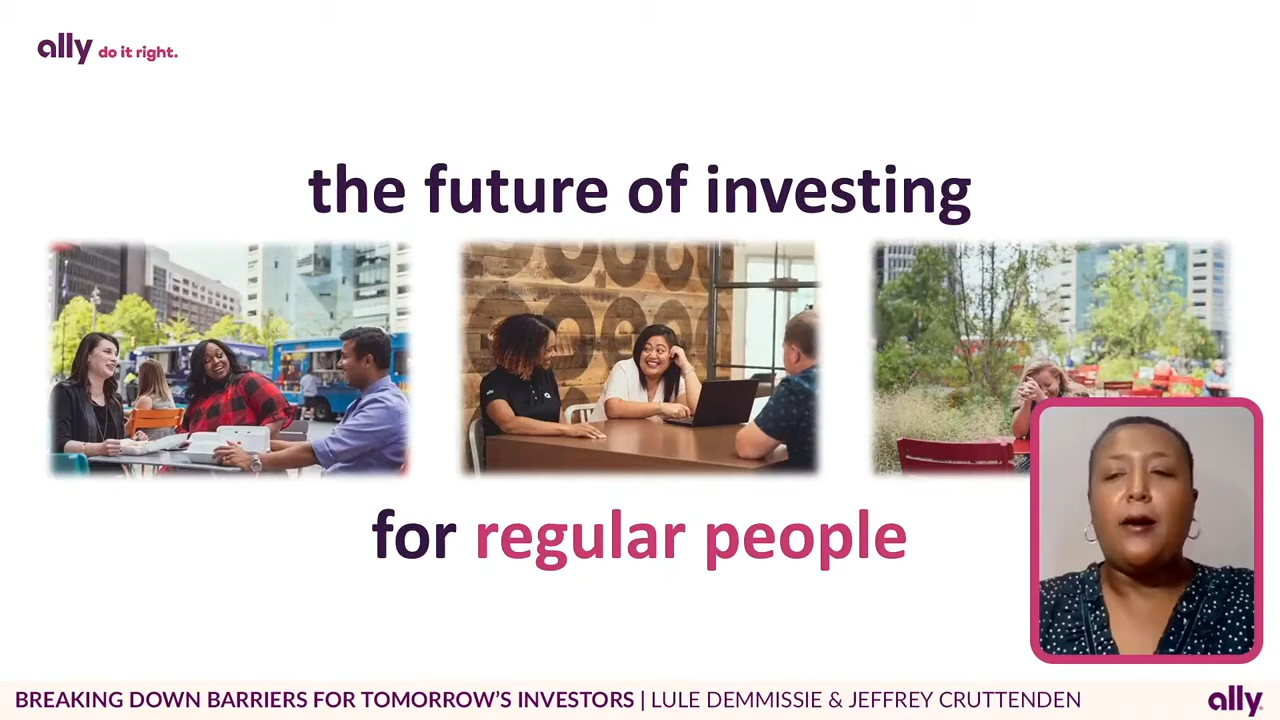 ally do it right.
the future of investing
for regular people
BREAKING DOWN BARRIERS FOR TOMORROW'S INVESTORS | LULE DEMMISSIE & JEFFREY CRUTTENDEN
ally